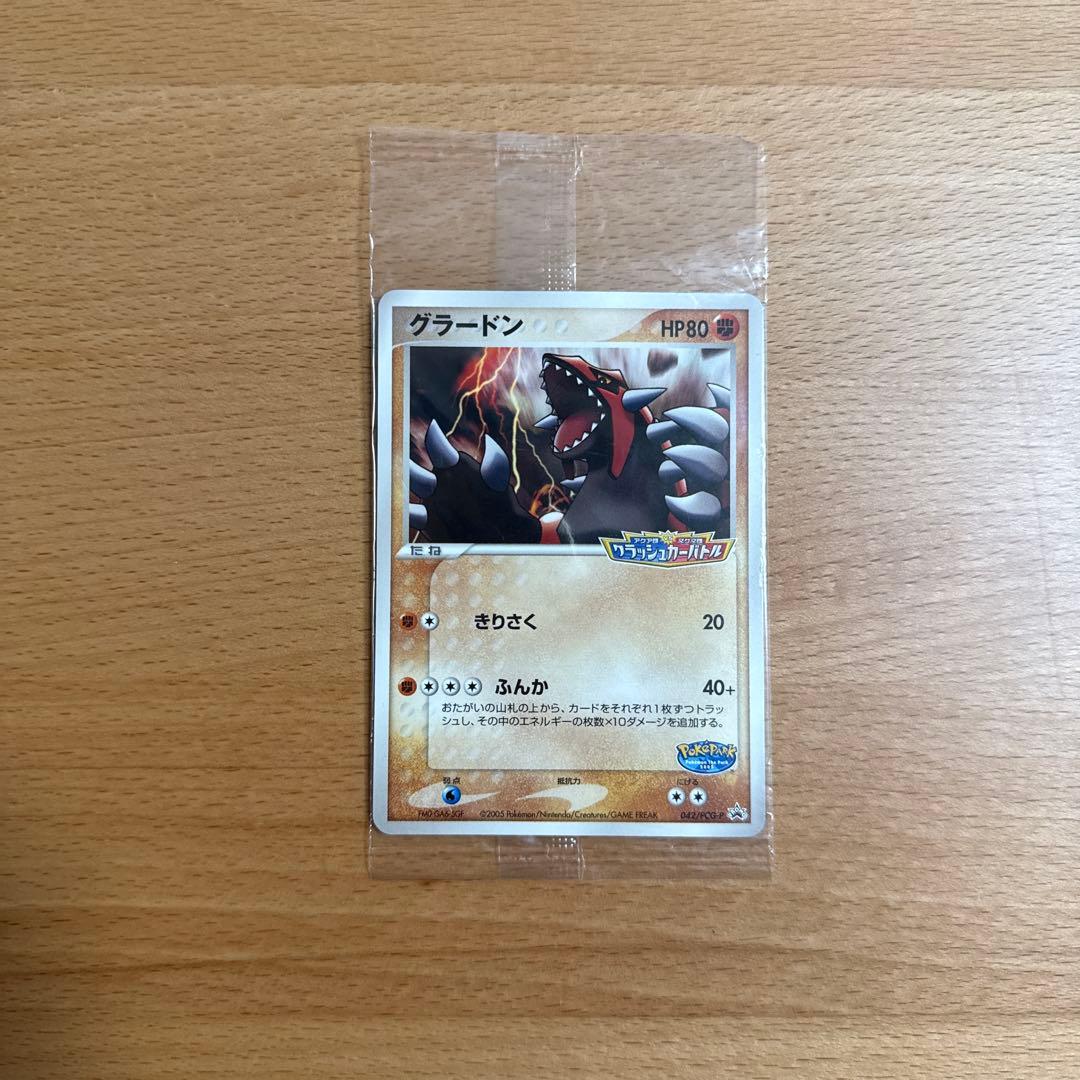 グラードン
HP80
たね
アクア団 VS マグマ団
クラッシュカーバトル
きりさく 20
ふんか 40+
おたがいの山札の上から、カードをそれぞれ1枚ずつトラッ
シュし、その中のエネルギーの枚数×10ダメージを追加する。
POKÉPARK
Pokémon The Park
2005
弱点 抵抗力 にげる
©2005 Pokémon/Nintendo/Creatures/GAME FREAK 042/PCG-P